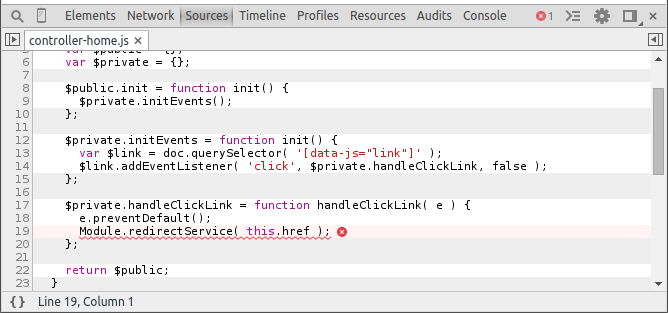 Elements Network Sources Timeline Profiles Resources Audits Console 1
controller-home.js ×
5 var $public = {};
6 var $private = {};
7
8 $public.init = function init() {
9 $private.initEvents();
10 };
11
12 $private.initEvents = function init() {
13 var $link = doc.querySelector( '[data-js="link"]' );
14 $link.addEventListener( 'click', $private.handleClickLink, false );
15 };
16
17 $private.handleClickLink = function handleClickLink( e ) {
18 e.preventDefault();
19 Module.redirectService( this.href );
20 };
21
22 return $public;
23 }
{} Line 19, Column 1